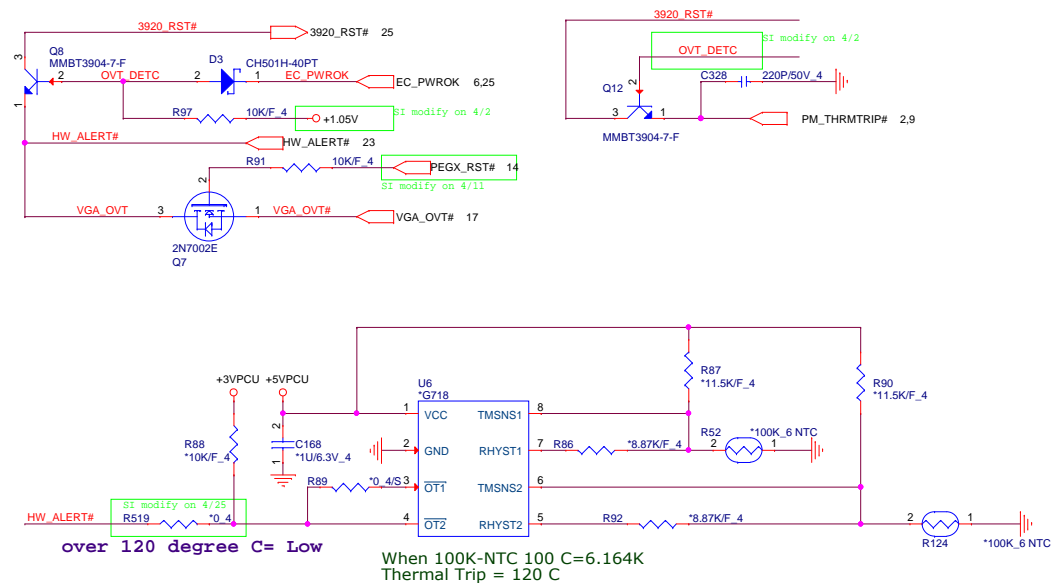 3920_RST#
3920_RST# 25
3
Q8
MMBT3904-7-F
2
OVT_DETC
2
D3
CH501H-40PT
1
EC_PWROK
EC_PWROK 6,25
1
R97
10K/F_4
+1.05V
SI modify on 4/2
HW_ALERT#
HW_ALERT# 23
R91
10K/F_4
PEGX_RST# 14
SI modify on 4/11
2
VGA_OVT
3
1
VGA_OVT#
VGA_OVT# 17
2N7002E
Q7
3920_RST#
SI modify on 4/2
OVT_DETC
2
C328
220P/50V_4
Q12
3
1
MMBT3904-7-F
PM_THRMTRIP# 2,9
+3VPCU
+5VPCU
R88
*10K/F_4
2
C168
*1U/6.3V_4
1
U6
*G718
1
VCC
TMSNS1
8
2
GND
RHYST1
7
3
OT1
TMSNS2
6
4
OT2
RHYST2
5
R87
*11.5K/F_4
R90
*11.5K/F_4
R86
*8.87K/F_4
R52
*100K_6 NTC
2
1
R89
*0_4/S
R92
*8.87K/F_4
2
1
R124
*100K_6 NTC
SI modify on 4/25
HW_ALERT#
R519
*0_4
over 120 degree C= Low
When 100K-NTC 100 C=6.164K
Thermal Trip = 120 C